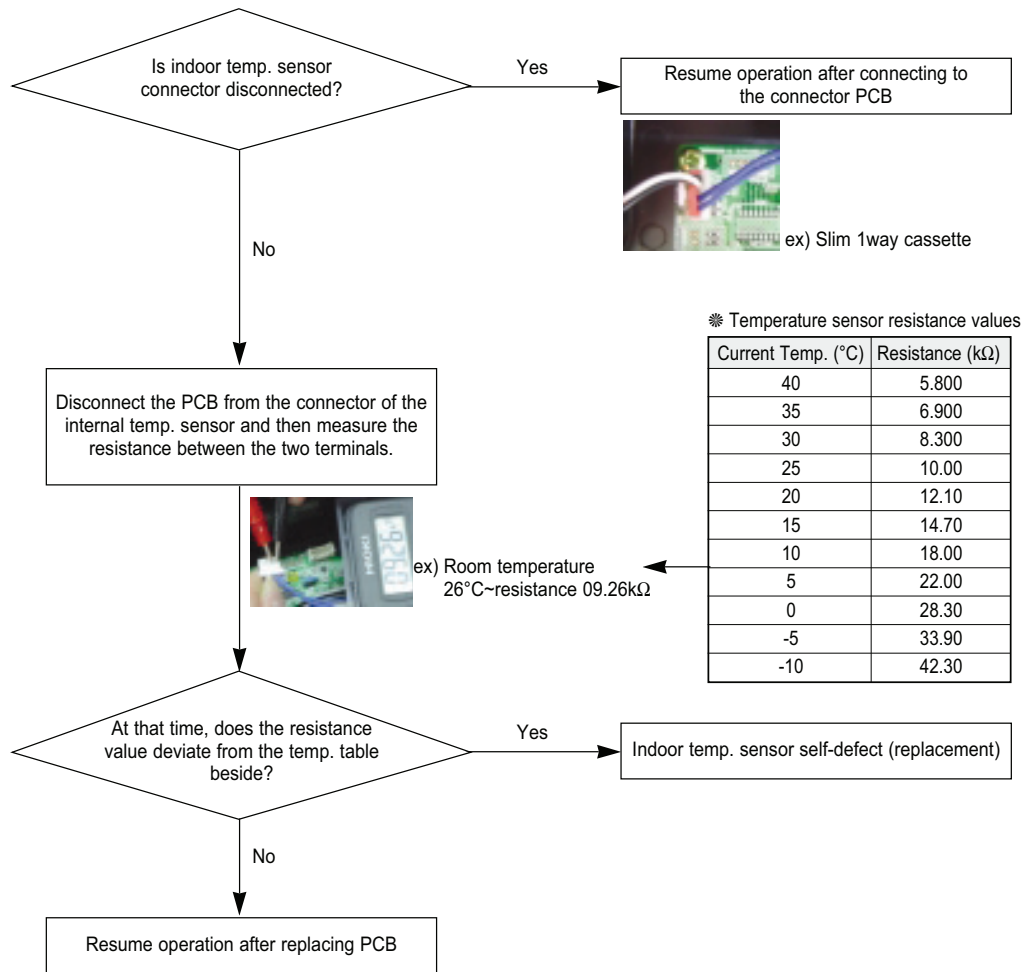 Is indoor temp. sensor
connector disconnected?
Yes
Resume operation after connecting to
the connector PCB
ex) Slim 1way cassette
No
※ Temperature sensor resistance values
Current Temp. (°C) Resistance (kΩ)
40 5.800
35 6.900
30 8.300
25 10.00
20 12.10
15 14.70
10 18.00
5 22.00
0 28.30
-5 33.90
-10 42.30
Disconnect the PCB from the connector of the
internal temp. sensor and then measure the
resistance between the two terminals.
HIOKI
0926
ex) Room temperature
26°C~resistance 09.26kΩ
At that time, does the resistance
value deviate from the temp. table
beside?
Yes
Indoor temp. sensor self-defect (replacement)
No
Resume operation after replacing PCB